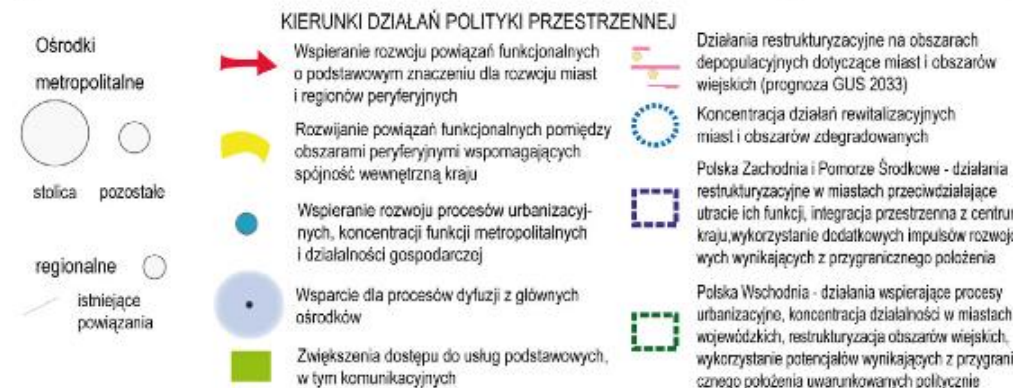 KIERUNKI DZIAŁAŃ POLITYKI PRZESTRZENNEJ
Ośrodki
metropolitalne
stolica pozostałe
regionalne
istniejące
powiązania
Wspieranie rozwoju powiązań funkcjonalnych
o podstawowym znaczeniu dla rozwoju miast
i regionów peryferyjnych
Rozwijanie powiązań funkcjonalnych pomiędzy
obszarami peryferyjnymi wspomagających
spójność wewnętrzną kraju
Wspieranie rozwoju procesów urbanizacyj-
nych, koncentracji funkcji metropolitalnych
i działalności gospodarczej
Wsparcie dla procesów dyfuzji z głównych
ośrodków
Zwiększenia dostępu do usług podstawowych,
w tym komunikacyjnych
Działania restrukturyzacyjne na obszarach
depopulacyjnych dotyczące miast i obszarów
wiejskich (prognoza GUS 2033)
Koncentracja działań rewitalizacyjnych
miast i obszarów zdegradowanych
Polska Zachodnia i Pomorze Środkowe - działania
restrukturyzacyjne w miastach przeciwdziałające
utracie ich funkcji, integracja przestrzenna z centrum
kraju,wykorzystanie dodatkowych impulsów rozwojo
wych wynikających z przygranicznego położenia
Polska Wschodnia - działania wspierające procesy
urbanizacyjne, koncentracja działalności w miastach
wojewódzkich, restrukturyzacja obszarów wiejskich,
wykorzystanie potencjałów wynikających z przygrani
cznego położenia uwarunkowanych politycznie